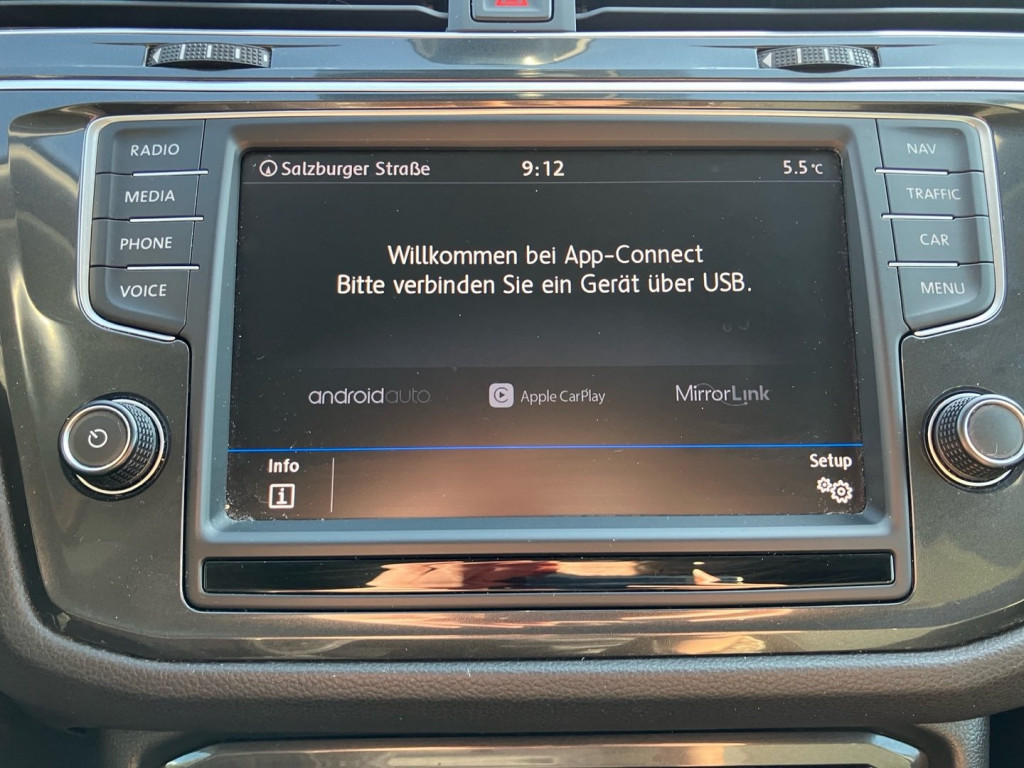 RADIO
MEDIA
PHONE
VOICE
Salzburger Straße 9:12 5.5°C
Willkommen bei App-Connect
Bitte verbinden Sie ein Gerät über USB.
androidauto Apple CarPlay MirrorLink
Info Setup
i
NAV
TRAFFIC
CAR
MENU